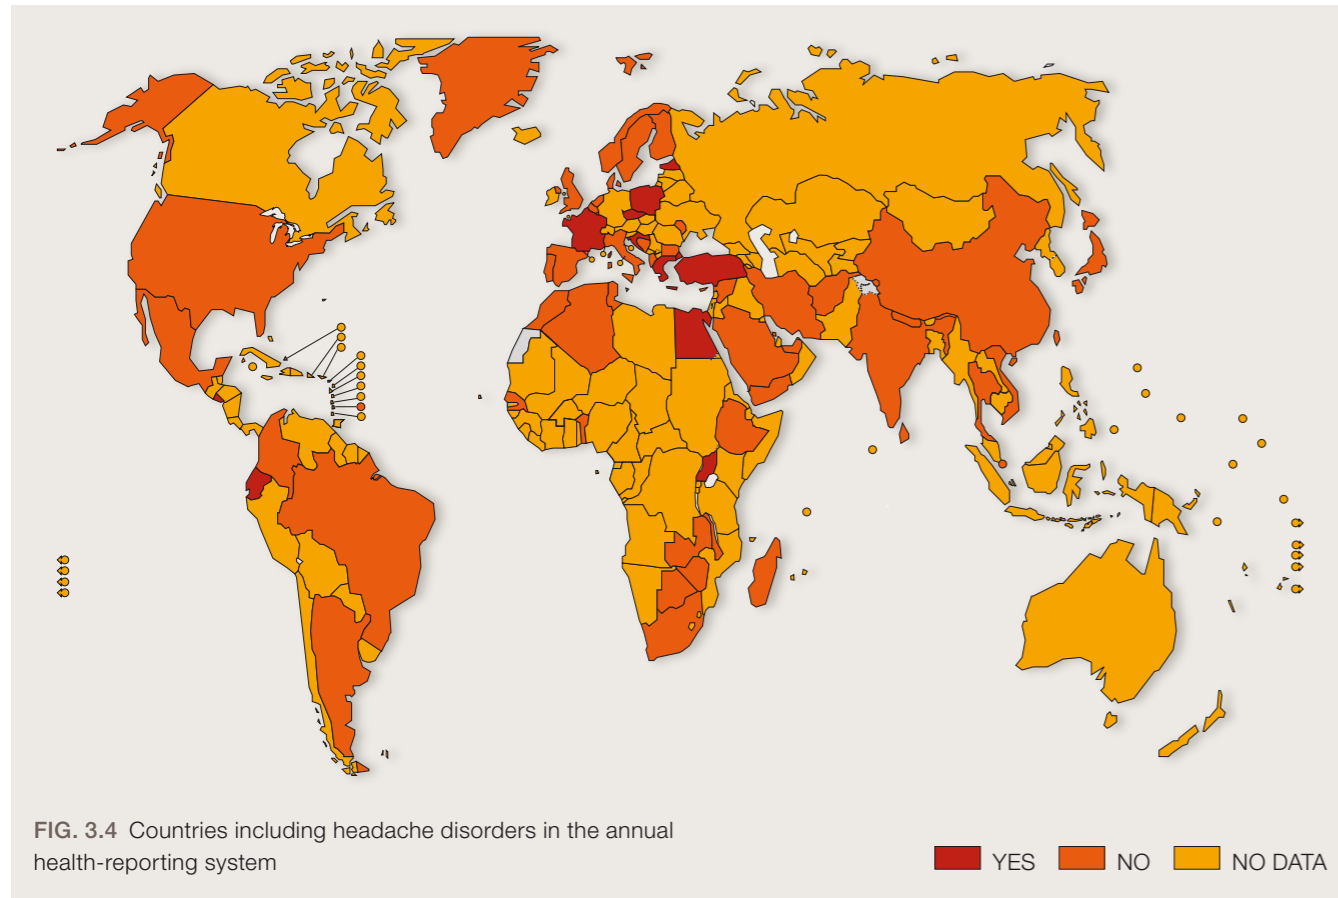 FIG. 3.4 Countries including headache disorders in the annual
health-reporting system
YES NO NO DATA